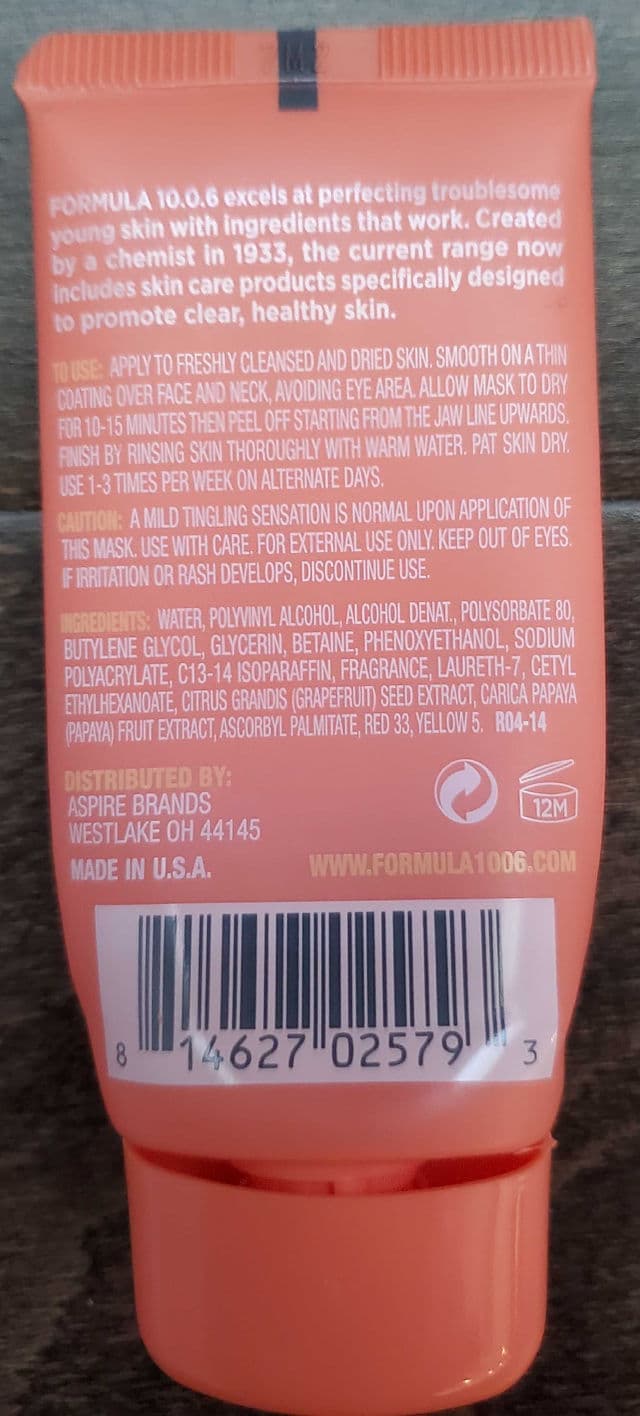 FORMULA 10.0.6 excels at perfecting troublesome
young skin with ingredients that work. Created
by a chemist in 1933, the current range now
includes skin care products specifically designed
to promote clear, healthy skin.
TO USE: APPLY TO FRESHLY CLEANSED AND DRIED SKIN. SMOOTH ON A THIN
COATING OVER FACE AND NECK, AVOIDING EYE AREA. ALLOW MASK TO DRY
FOR 10-15 MINUTES THEN PEEL OFF STARTING FROM THE JAW LINE UPWARDS.
FINISH BY RINSING SKIN THOROUGHLY WITH WARM WATER. PAT SKIN DRY.
USE 1-3 TIMES PER WEEK ON ALTERNATE DAYS.
CAUTION: A MILD TINGLING SENSATION IS NORMAL UPON APPLICATION OF
THIS MASK. USE WITH CARE. FOR EXTERNAL USE ONLY. KEEP OUT OF EYES.
IF IRRITATION OR RASH DEVELOPS, DISCONTINUE USE.
INGREDIENTS: WATER, POLYVINYL ALCOHOL, ALCOHOL DENAT., POLYSORBATE 80,
BUTYLENE GLYCOL, GLYCERIN, BETAINE, PHENOXYETHANOL, SODIUM
POLYACRYLATE, C13-14 ISOPARAFFIN, FRAGRANCE, LAURETH-7, CETYL
ETHYLHEXANOATE, CITRUS GRANDIS (GRAPEFRUIT) SEED EXTRACT, CARICA PAPAYA
(PAPAYA) FRUIT EXTRACT, ASCORBYL PALMITATE, RED 33, YELLOW 5. R04-14
DISTRIBUTED BY:
ASPIRE BRANDS
WESTLAKE OH 44145
12M
MADE IN U.S.A.
WWW.FORMULA1006.COM
8 14627 02579 3